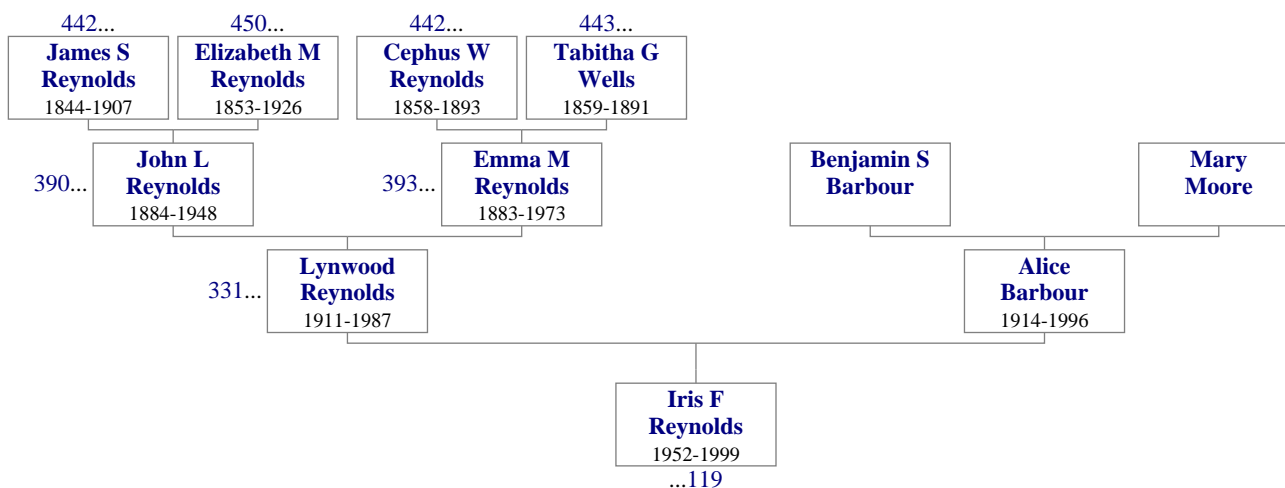 442...
450...
442...
443...
James S
Reynolds
1844-1907
Elizabeth M
Reynolds
1853-1926
Cephus W
Reynolds
1858-1893
Tabitha G
Wells
1859-1891
390...
John L
Reynolds
1884-1948
393...
Emma M
Reynolds
1883-1973
Benjamin S
Barbour
Mary
Moore
331...
Lynwood
Reynolds
1911-1987
Alice
Barbour
1914-1996
Iris F
Reynolds
1952-1999
...119